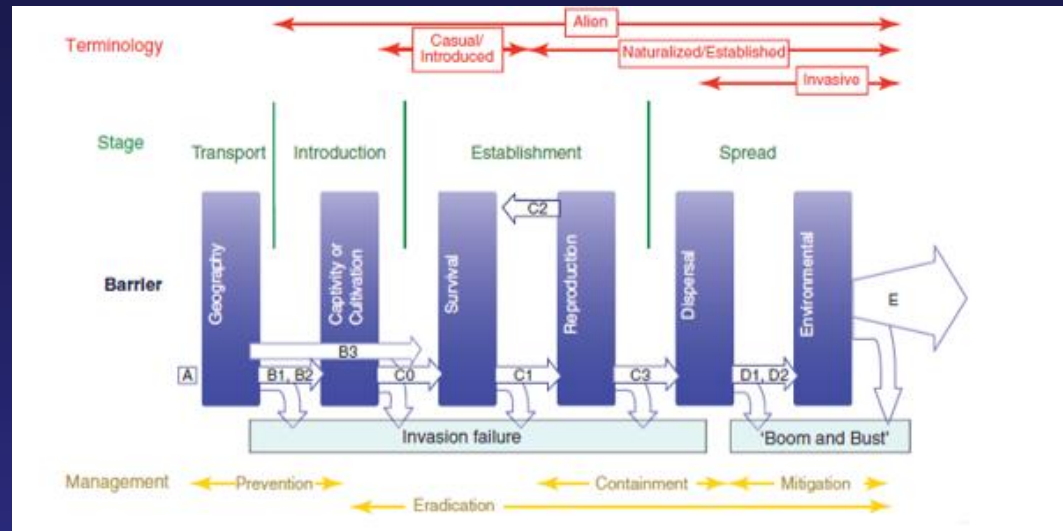 Alion
Terminology
Casual/
Introduced
Naturalized/Established
Invasive
Stage
Transport
Introduction
Establishment
Spread
Barrier
Geography
Captivity or
Cultivation
Survival
Reproduction
Dispersal
Environmental
C2
E
B3
A
B1, B2
C0
C1
C3
D1, D2
Invasion failure
'Boom and Bust'
Management
Prevention
Containment
Mitigation
Eradication